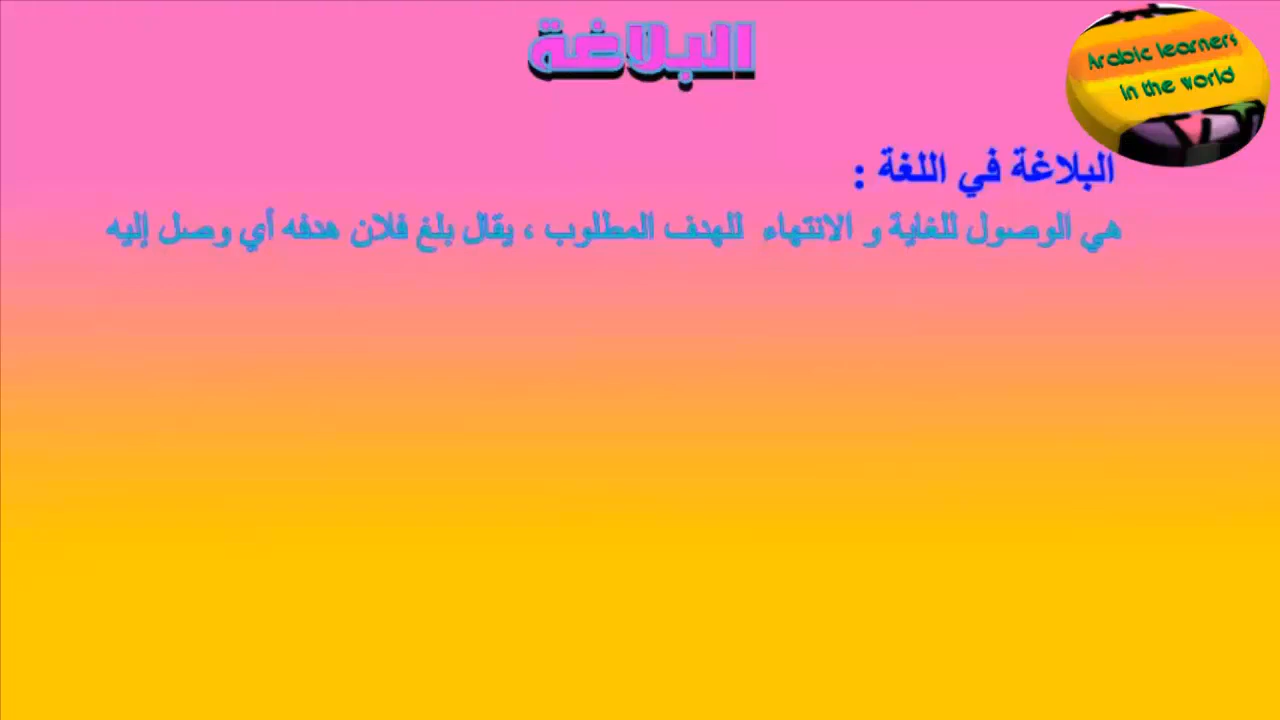 البلاغة
Arabic learners
in the world
البلاغة في اللغة :
هي الوصول للغاية و الانتهاء للهدف المطلوب ، يقال بلغ فلان هدفه أي وصل إليه